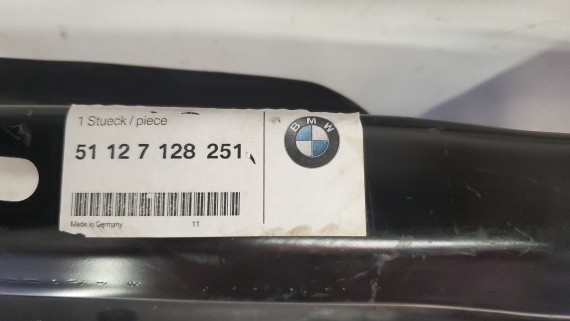 1 Stueck / piece
51 12 7 128 251
BMW
Made in Germany 11